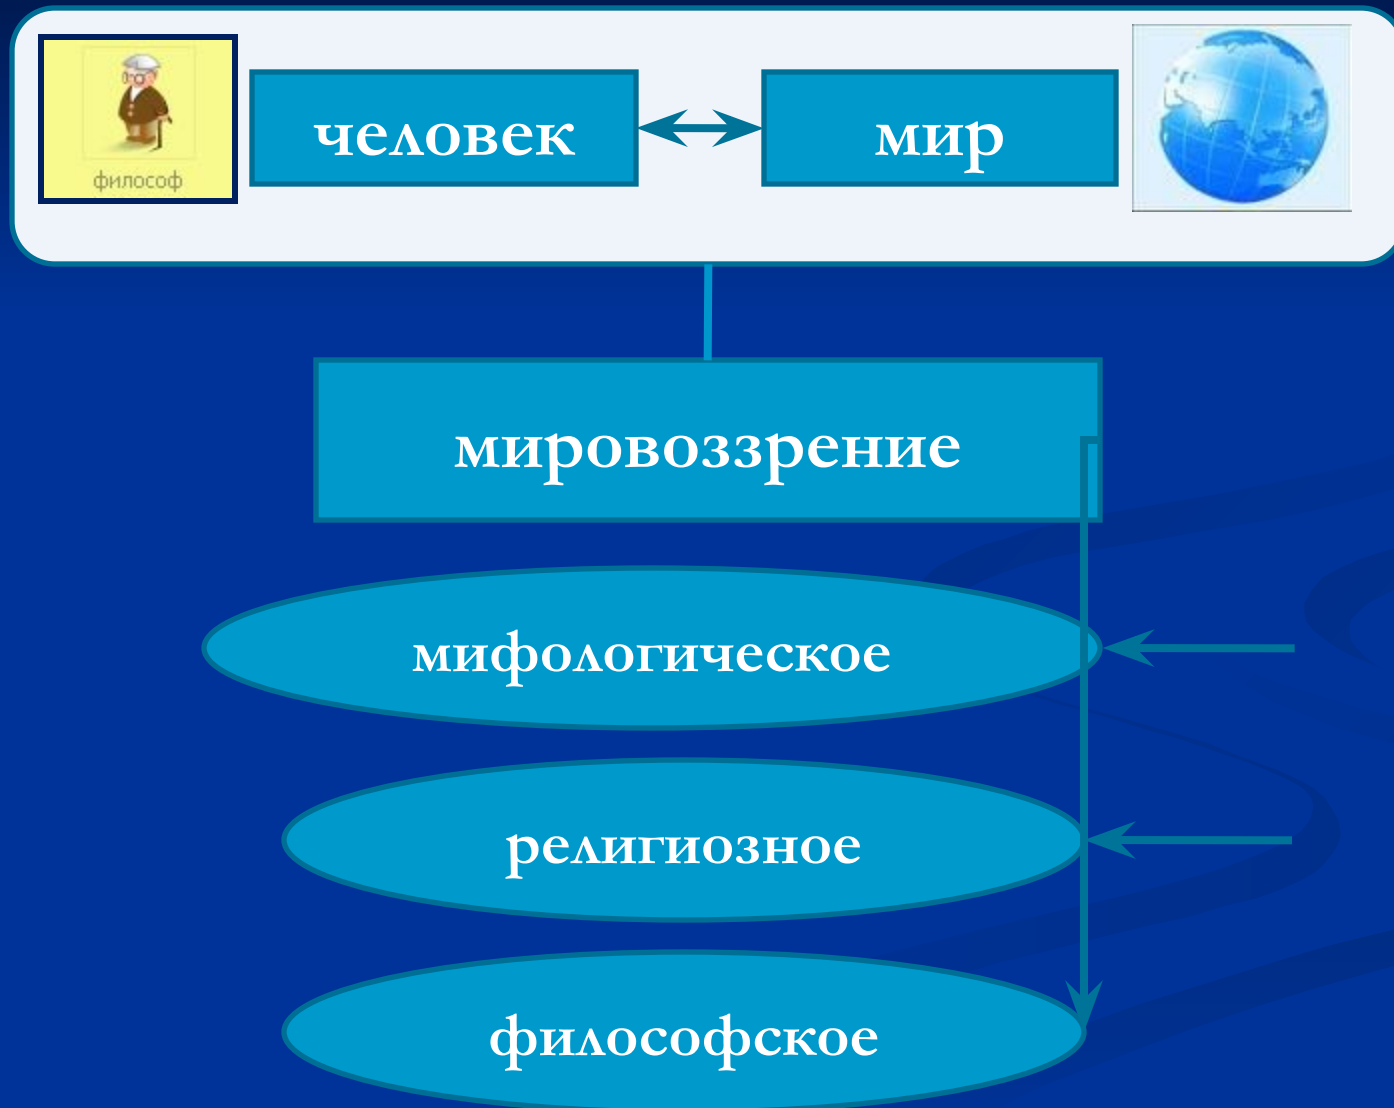 философ
человек
мир
мировоззрение
мифологическое
религиозное
философское